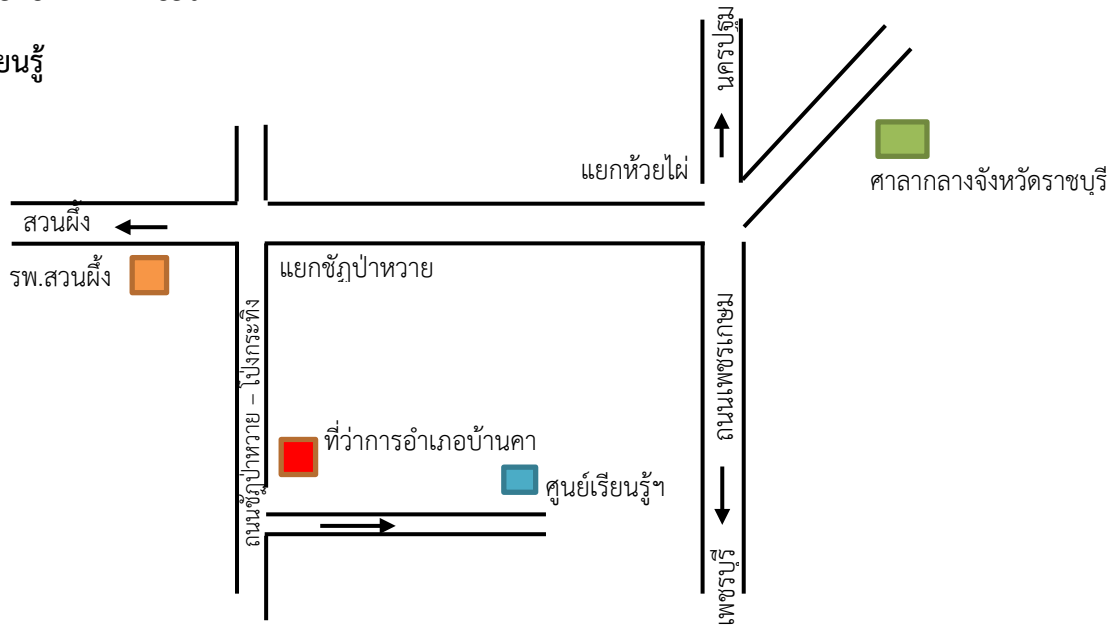 ยนรู้
นครปฐม
แยกห้วยไผ่
ศาลากลางจังหวัดราชบุรี
สวนผึ้ง
รพ.สวนผึ้ง
แยกชัฎป่าหวาย
ถนนชัฎป่าหวาย – โป่งกระทิง
ถนนเพชรเกษม
ที่ว่าการอำเภอบ้านคา
ศูนย์เรียนรู้ฯ
เพชรบุรี